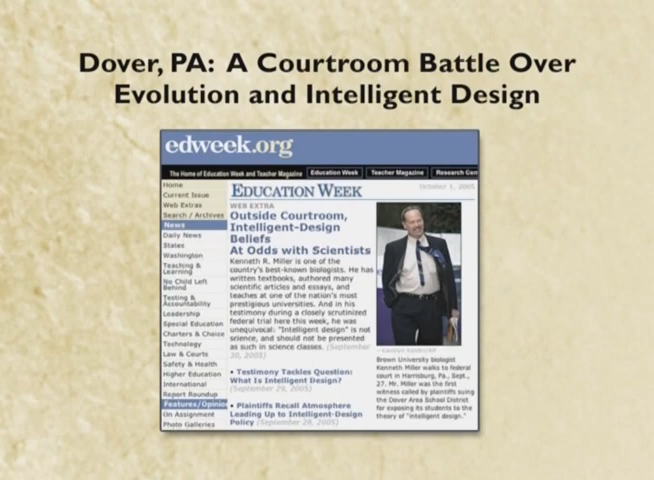 Dover, PA: A Courtroom Battle Over
Evolution and Intelligent Design
edweek.org
The Home of Education Week and Teacher Magazine
Education Week
Teacher Magazine
Research Cen
Home
Current Issue
Web Extras
Search / Archives
News
Daily News
States
Washington
Teaching &
Learning
No Child Left
Behind
Testing &
Accountability
Leadership
Special Education
Charters & Choice
Technology
Law & Courts
Safety & Health
Higher Education
International
Report Roundup
Features/Opinio
On Assignment
Photo Galleries
EDUCATION WEEK
October 1, 2005
WEB EXTRA
Outside Courtroom,
Intelligent-Design
Beliefs
At Odds with Scientists
Kenneth R. Miller is one of the
country's best-known biologists. He has
written textbooks, authored many
scientific articles and essays, and
teaches at one of the nation's most
prestigious universities. And in his
testimony during a closely scrutinized
federal trial here this week, he was
unequivocal: "Intelligent design" is not
science, and should not be presented
as such in science classes. (September
30, 2005)
• Testimony Tackles Question:
What Is Intelligent Design?
(September 29, 2005)
• Plaintiffs Recall Atmosphere
Leading Up to Intelligent-Design
Policy (September 28, 2005)
Brown University biologist
Kenneth Miller walks to federal
court in Harrisburg, Pa., Sept.,
27. Mr. Miller was the first
witness called by plaintiffs suing
the Dover Area School District
for exposing its students to the
theory of "intelligent design."